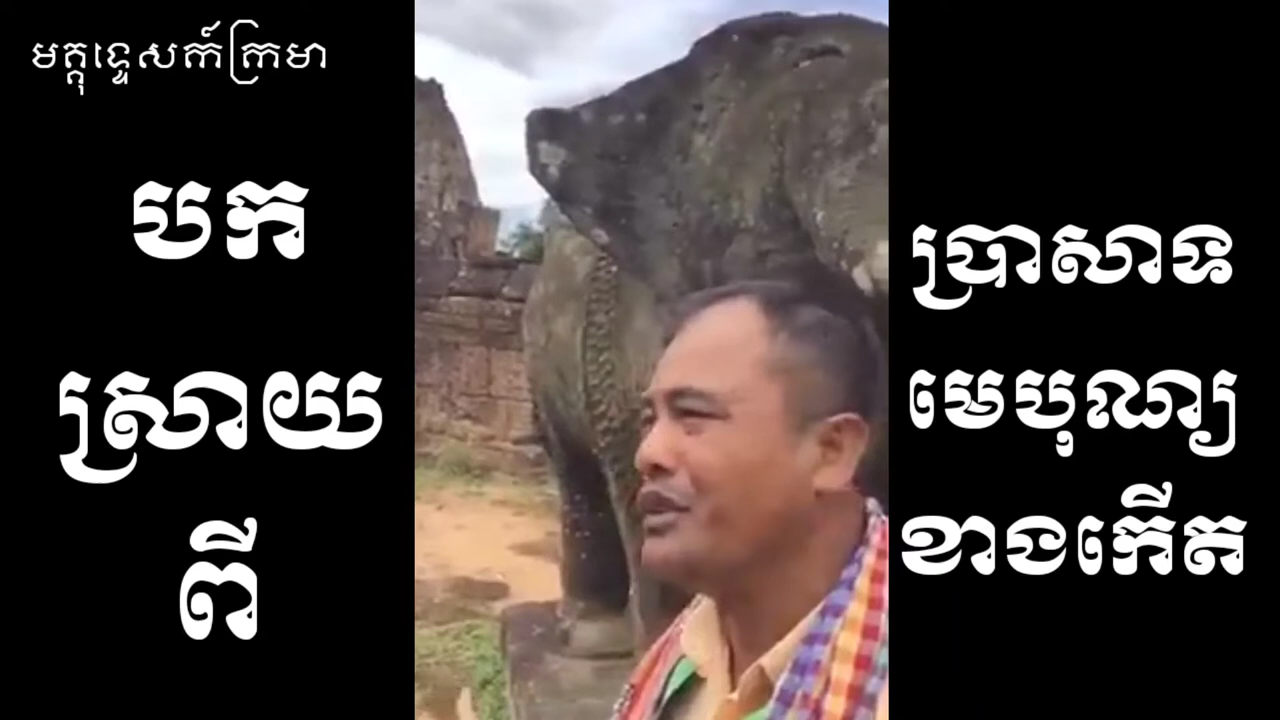 មគ្គុទ្ទេសក៍ក្រមា
បក
ស្រាយ
ពី
ប្រាសាទ
មេបុណ្យ
ខាងកើត